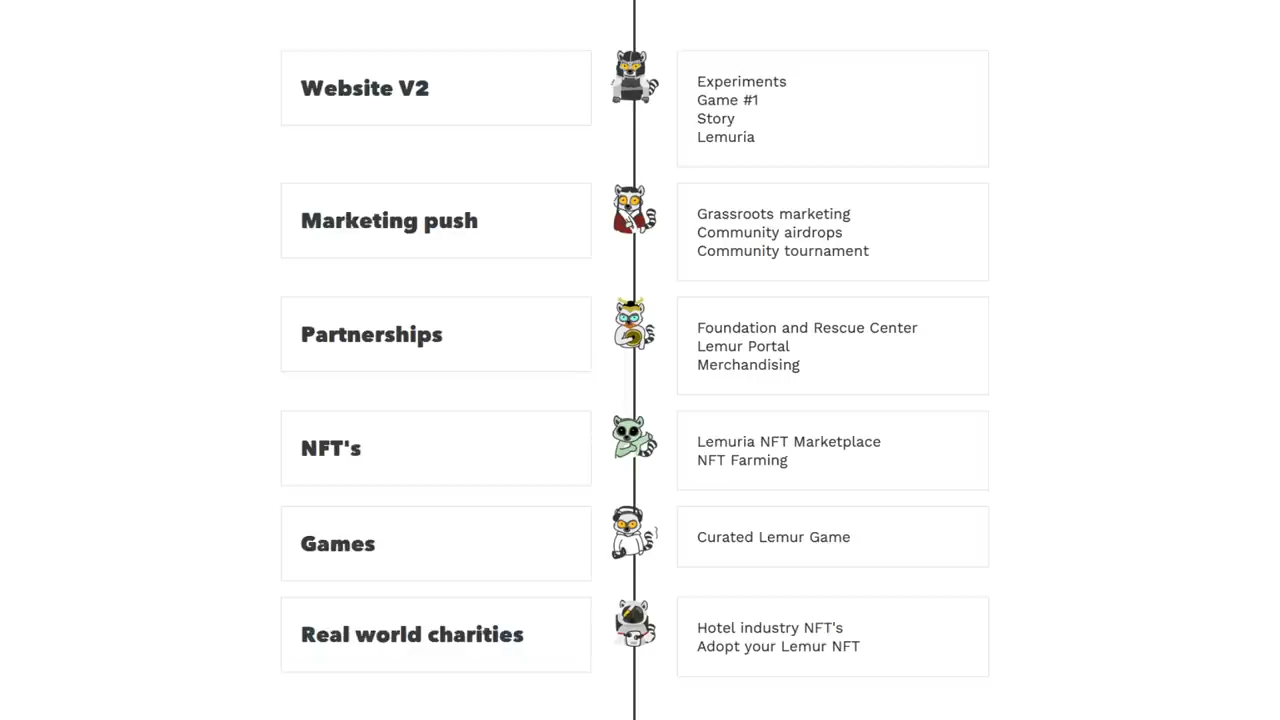 Website V2
Experiments
Game #1
Story
Lemuria
Marketing push
Grassroots marketing
Community airdrops
Community tournament
Partnerships
Foundation and Rescue Center
Lemur Portal
Merchandising
NFT's
Lemuria NFT Marketplace
NFT Farming
Games
Curated Lemur Game
Real world charities
Hotel industry NFT's
Adopt your Lemur NFT